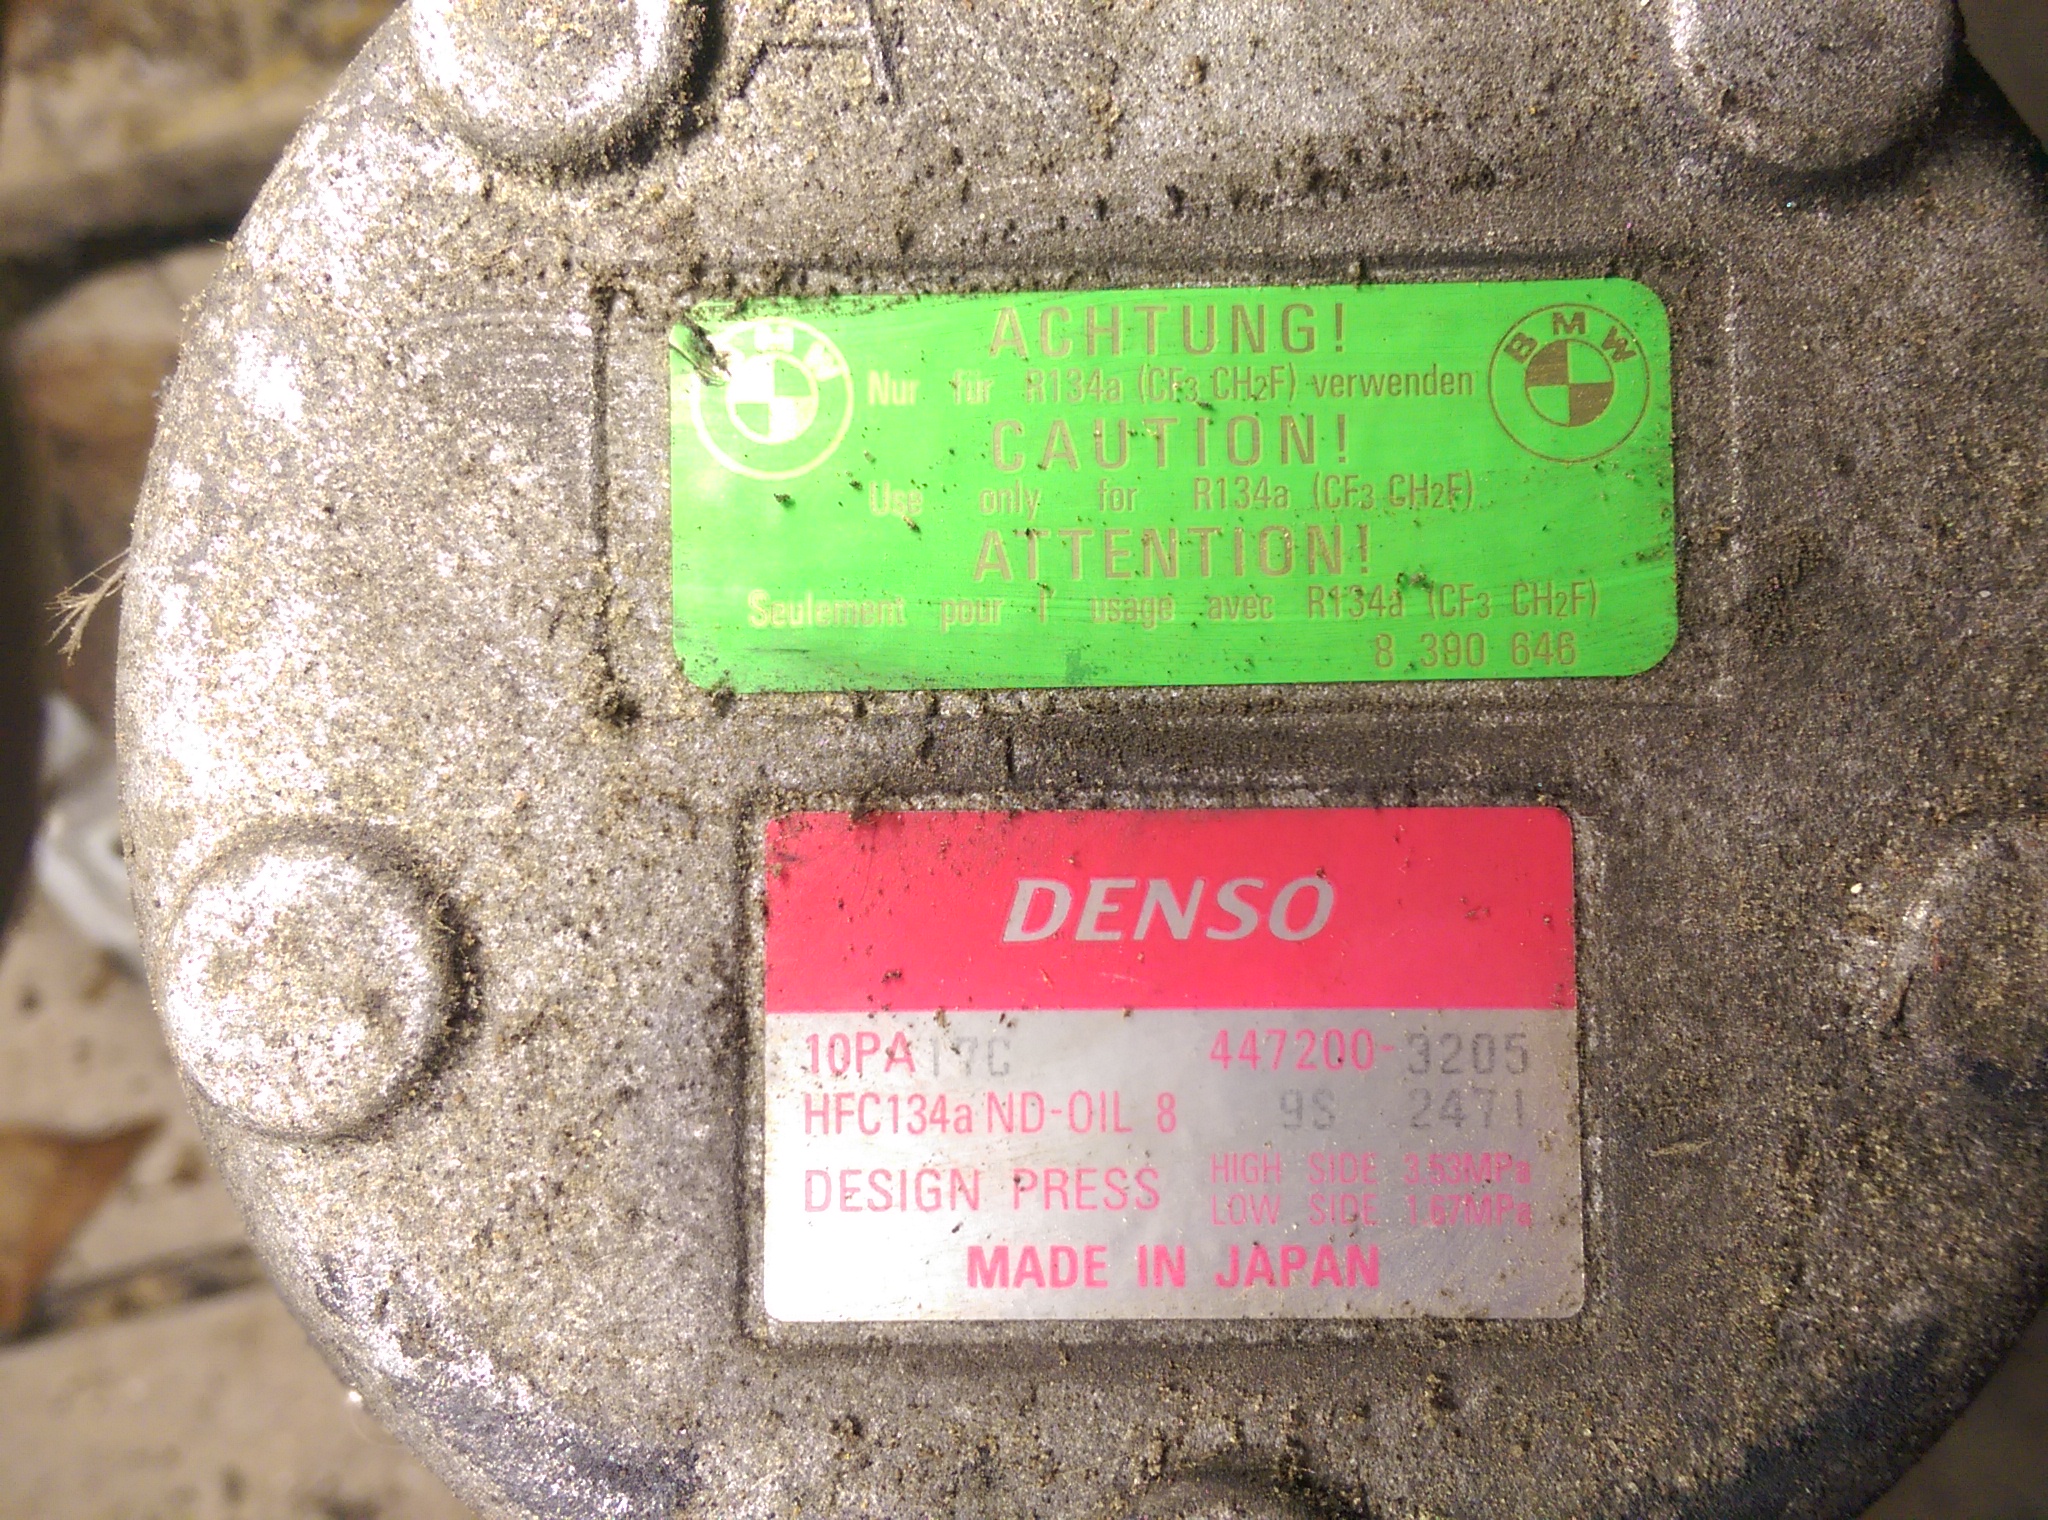 A
ACHTUNG!
BMW
BMW
Nur für R134a (CF3 CH2F) verwenden
CAUTION!
Use only for R134a (CF3 CH2F)
ATTENTION!
Seulement pour l' usage avec R134a (CF3 CH2F)
8 390 646
DENSO
10PA17C 447200-3205
HFC134a ND-OIL 8 9S 2471
DESIGN PRESS HIGH SIDE 3.53MPa
LOW SIDE 1.67MPa
MADE IN JAPAN